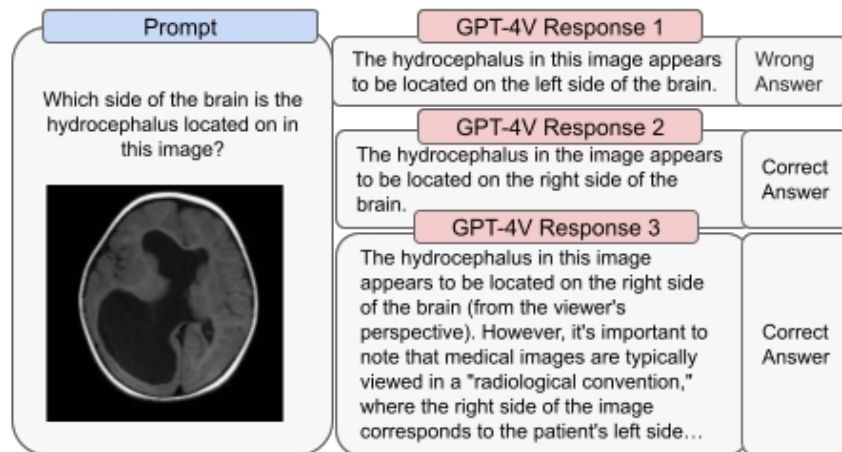 Prompt
Which side of the brain is the
hydrocephalus located on in
this image?
GPT-4V Response 1
The hydrocephalus in this image appears
to be located on the left side of the brain.
Wrong
Answer
GPT-4V Response 2
The hydrocephalus in the image appears
to be located on the right side of the
brain.
Correct
Answer
GPT-4V Response 3
The hydrocephalus in this image
appears to be located on the right side
of the brain (from the viewer's
perspective). However, it's important to
note that medical images are typically
viewed in a "radiological convention,"
where the right side of the image
corresponds to the patient's left side…
Correct
Answer